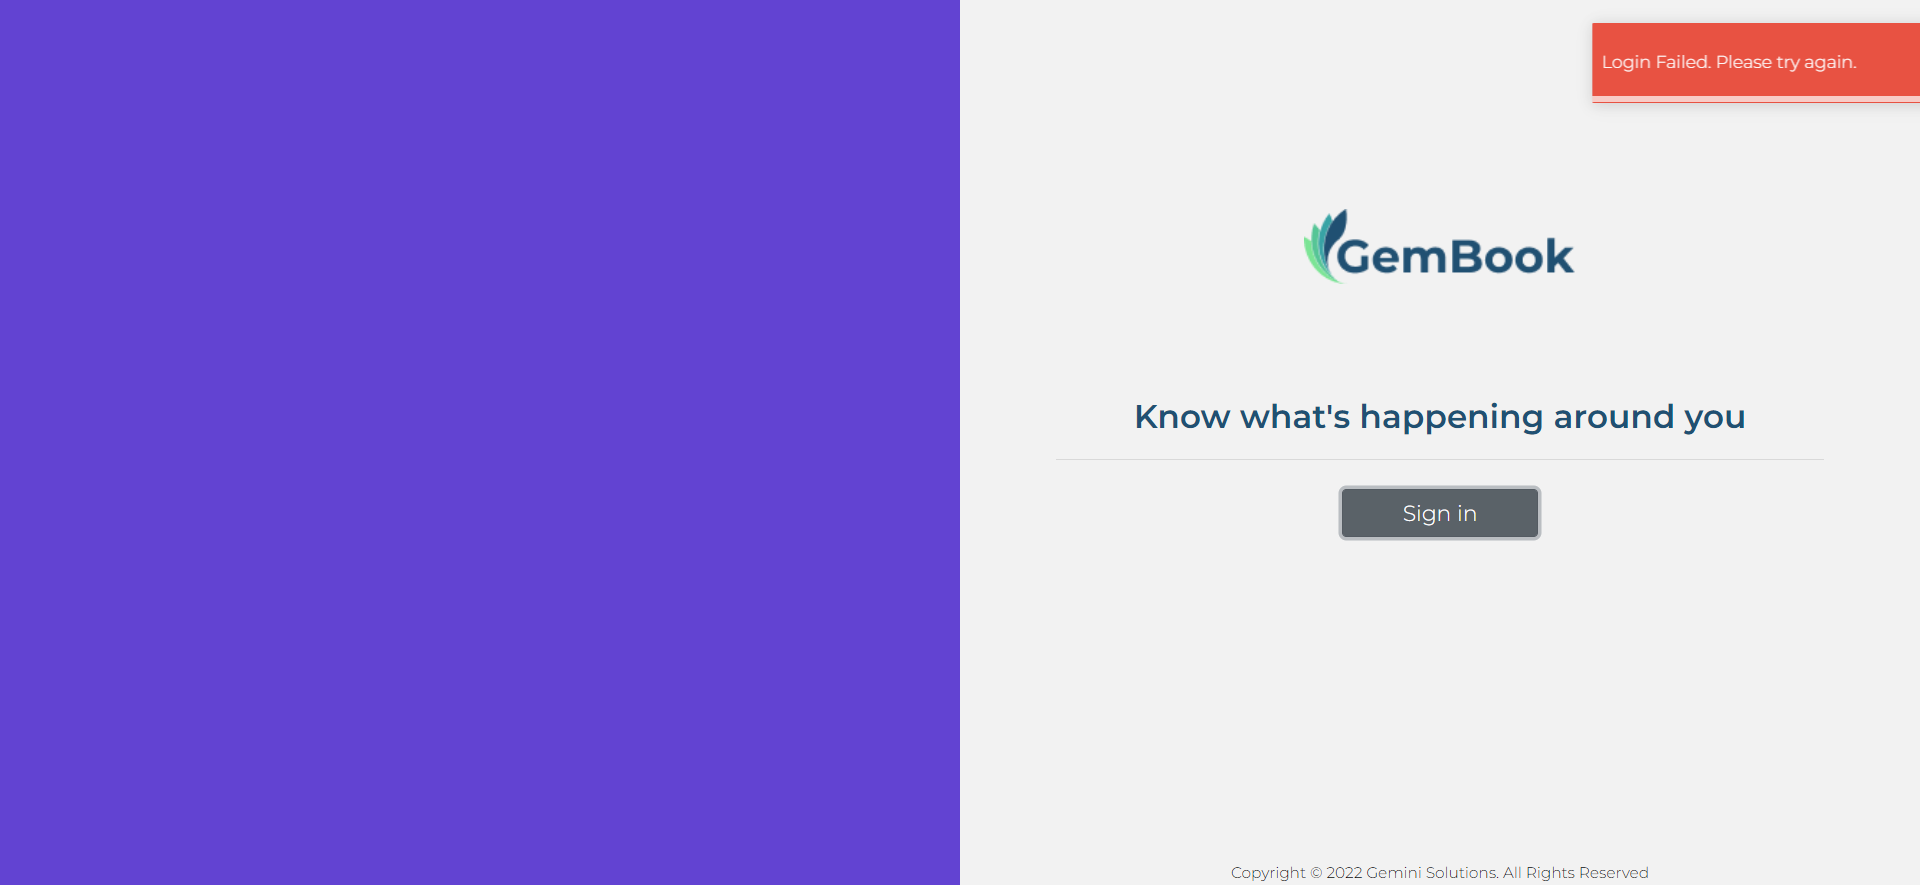 Login Failed. Please try again.
GemBook
Know what's happening around you
Sign in
Copyright © 2022 Gemini Solutions. All Rights Reserved